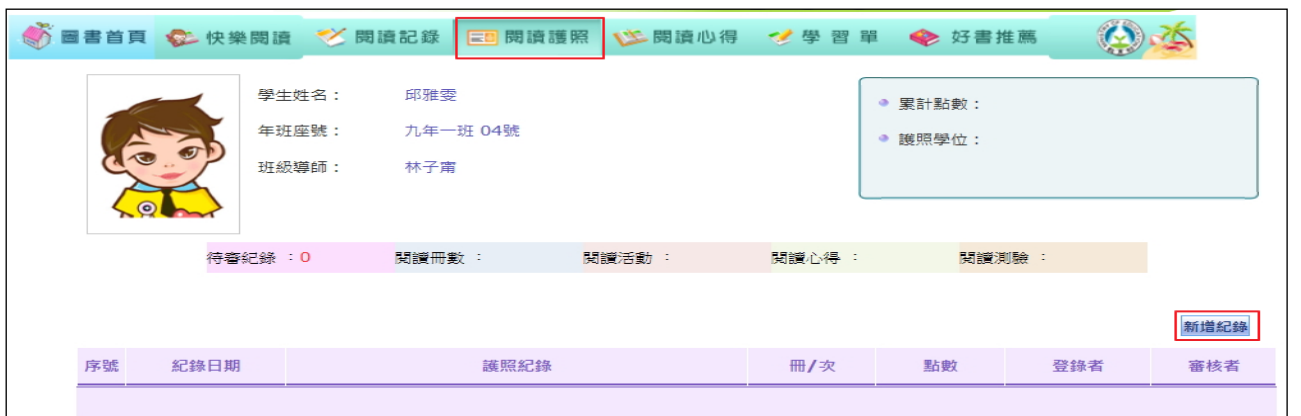 圖書首頁 快樂閱讀 閱讀記錄 閱讀護照 閱讀心得 學習單 好書推薦
學生姓名： 邱雅雯
年班座號： 九年一班 04號
班級導師： 林子甯
累計點數：
護照學位：
待審紀錄 ：0 閱讀冊數 ： 閱讀活動 ： 閱讀心得 ： 閱讀測驗 ：
新增紀錄
序號 紀錄日期 護照紀錄 冊/次 點數 登錄者 審核者